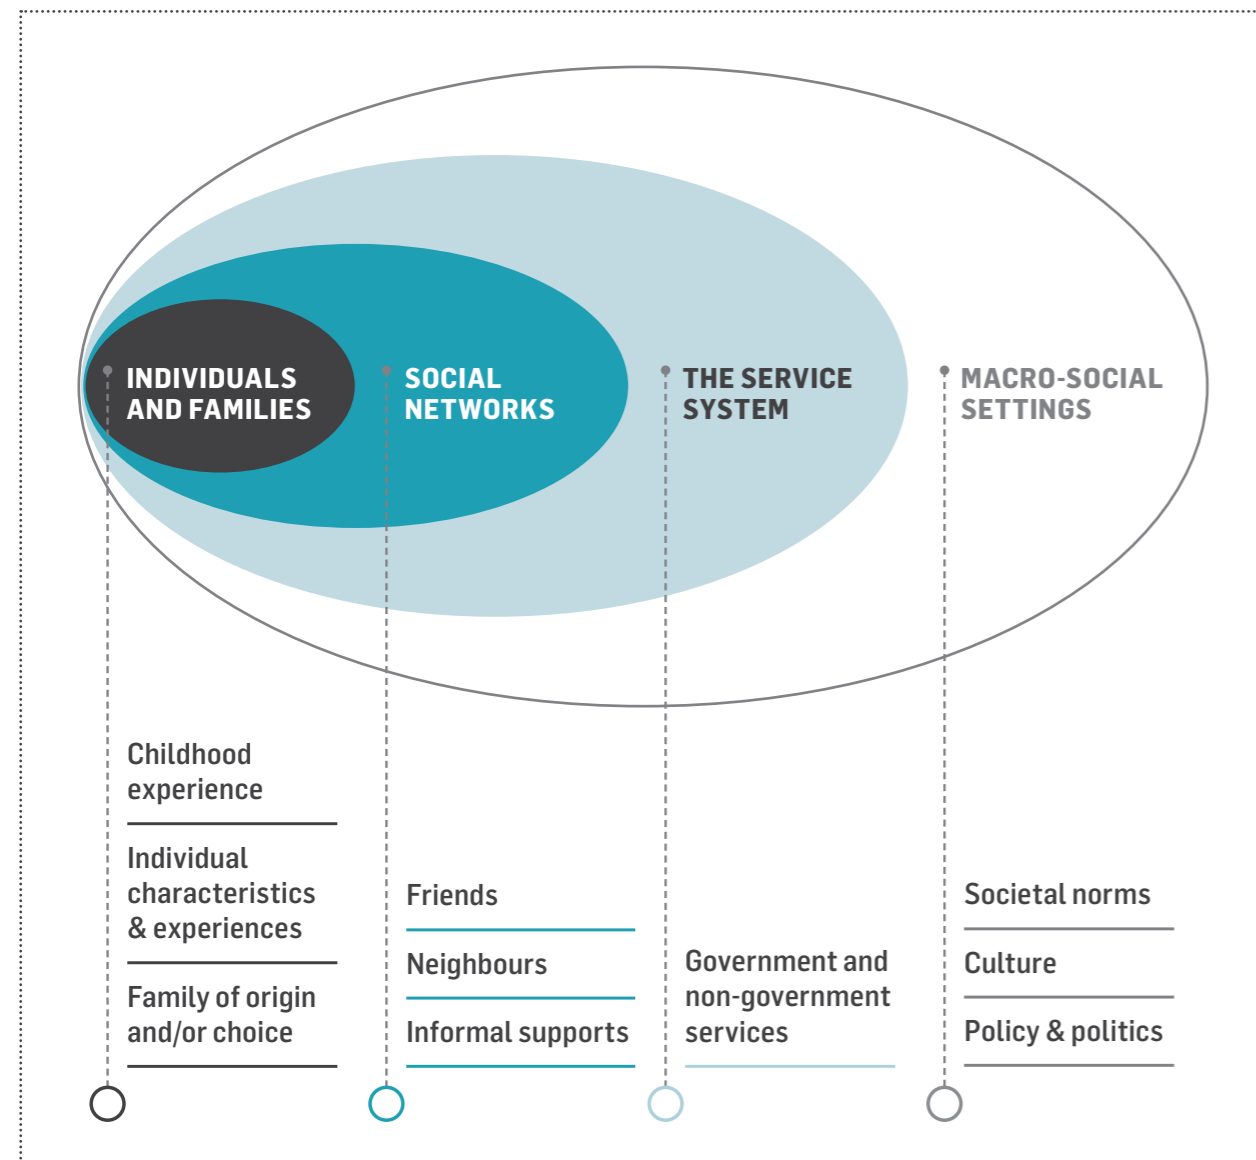 INDIVIDUALS
AND FAMILIES
SOCIAL
NETWORKS
THE SERVICE
SYSTEM
MACRO-SOCIAL
SETTINGS
Childhood
experience
Individual
characteristics
& experiences
Family of origin
and/or choice
Friends
Neighbours
Informal supports
Government and
non-government
services
Societal norms
Culture
Policy & politics